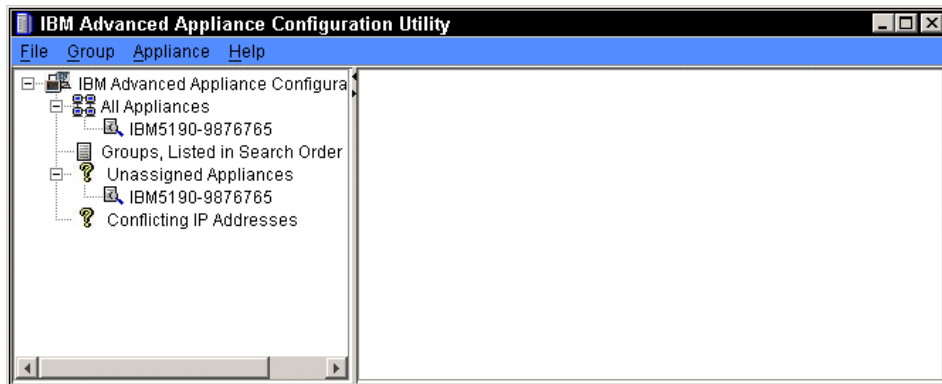 IBM Advanced Appliance Configuration Utility
File Group Appliance Help
IBM Advanced Appliance Configura
All Appliances
IBM5190-9876765
Groups, Listed in Search Order
Unassigned Appliances
IBM5190-9876765
Conflicting IP Addresses